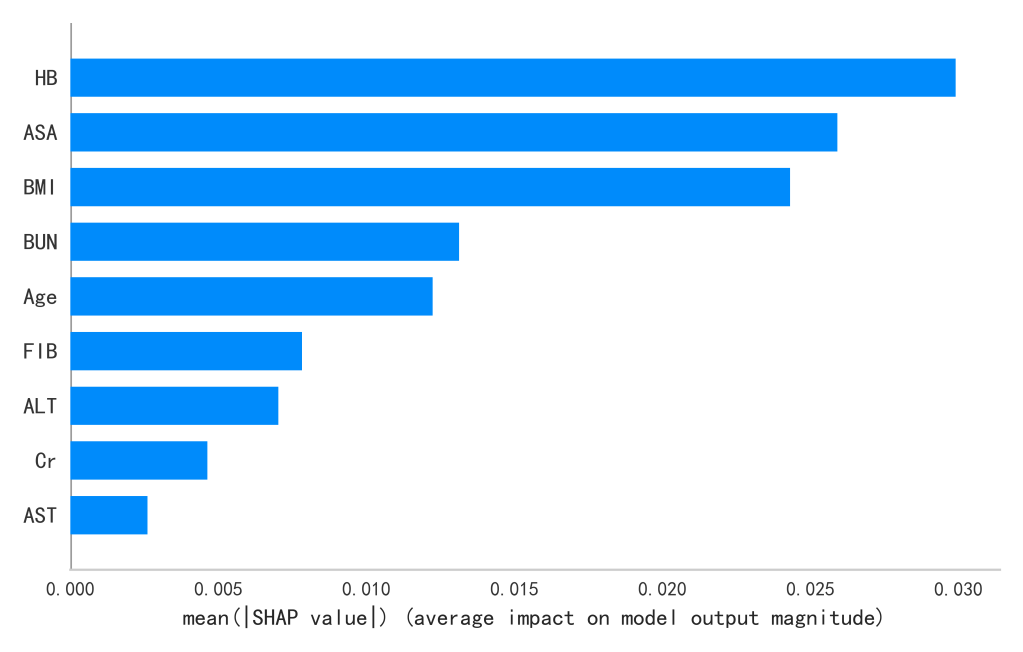 HB
ASA
BMI
BUN
Age
FIB
ALT
Cr
AST
0.000 0.005 0.010 0.015 0.020 0.025 0.030
mean(|SHAP value|) (average impact on model output magnitude)